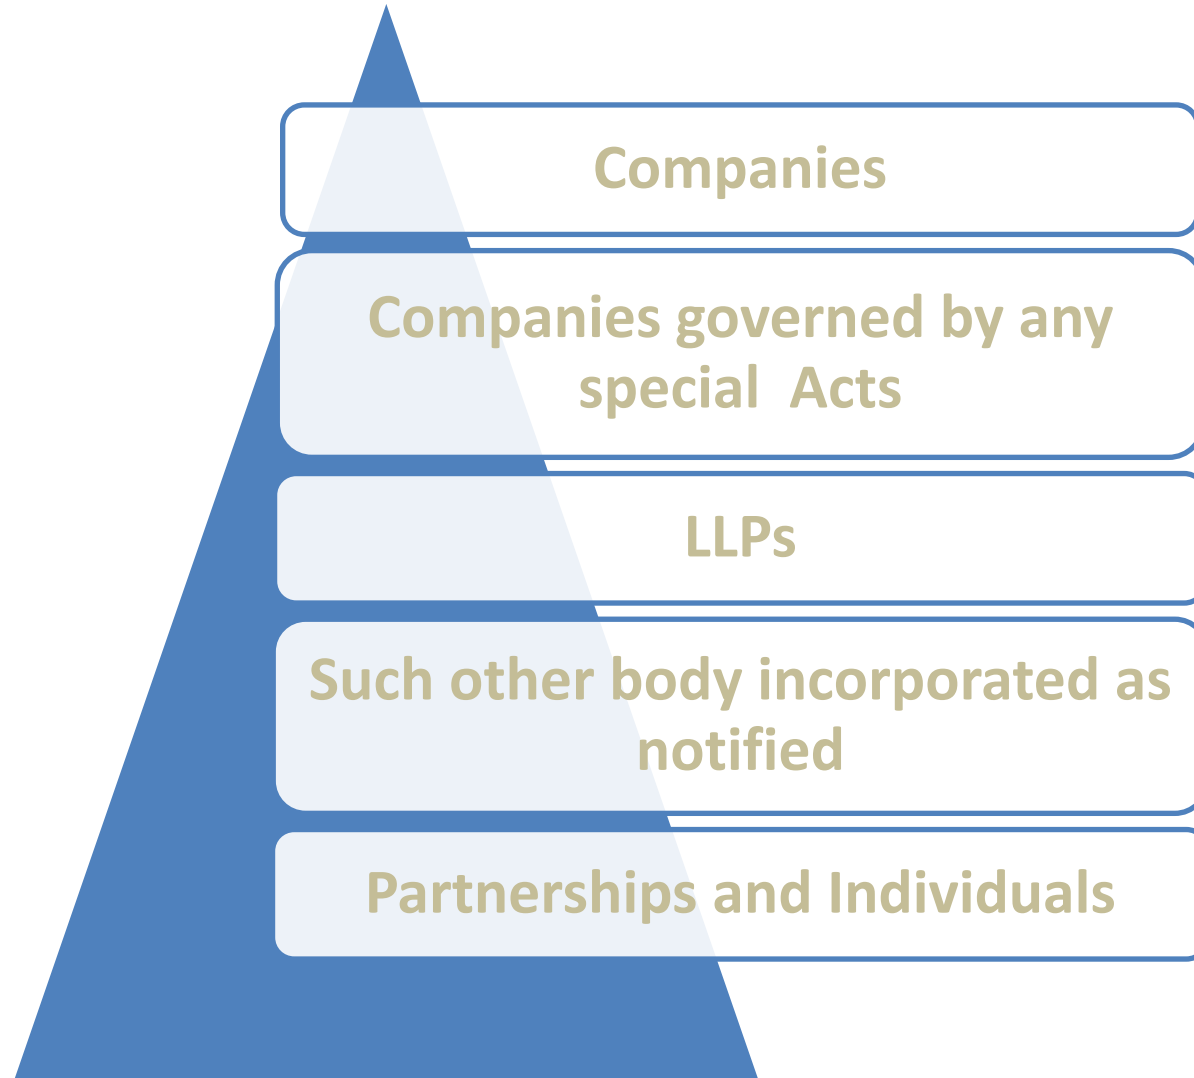 Companies
Companies governed by any
special Acts
LLPs
Such other body incorporated as
notified
Partnerships and Individuals